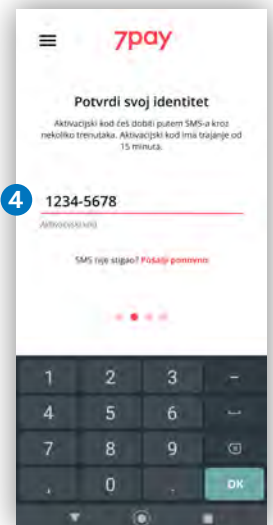 7pay
Potvrdi svoj identitet
Aktivacijski kod ćeš dobiti putem SMS-a kroz
nekoliko trenutaka. Aktivacijski kod ima trajanje od
15 minuta.
4
1234-5678
Aktivacijski kod
SMS nije stigao? Pošalji ponovno
1 2 3 -
4 5 6
7 8 9
, 0 . OK